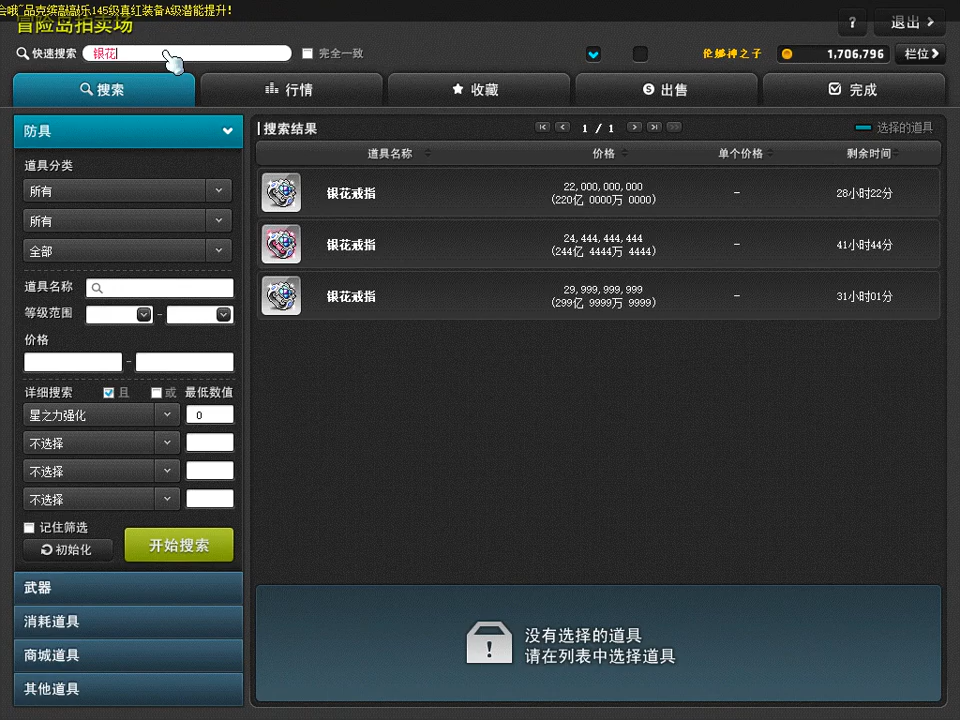 会哦~品克缤敲敲乐145级真红装备A级潜能提升！
冒险岛拍卖场
? 退出 >
快速搜索 银花 完全一致 伦娜神之子 1,706,796 栏位 >
搜索 行情 收藏 出售 完成
防具
搜索结果 1 / 1 选择的道具
道具名称 价格 单个价格 剩余时间
道具分类
所有
所有
全部
道具名称
等级范围 -
价格
-
详细搜索 且 或 最低数值
星之力强化 0
不选择
不选择
不选择
记住筛选
初始化 开始搜索
武器
消耗道具
商城道具
其他道具
银花戒指 22,000,000,000 - 28小时22分
(220亿 0000万 0000)
银花戒指 24,444,444,444 - 41小时44分
(244亿 4444万 4444)
银花戒指 29,999,999,999 - 31小时01分
(299亿 9999万 9999)
没有选择的道具
请在列表中选择道具